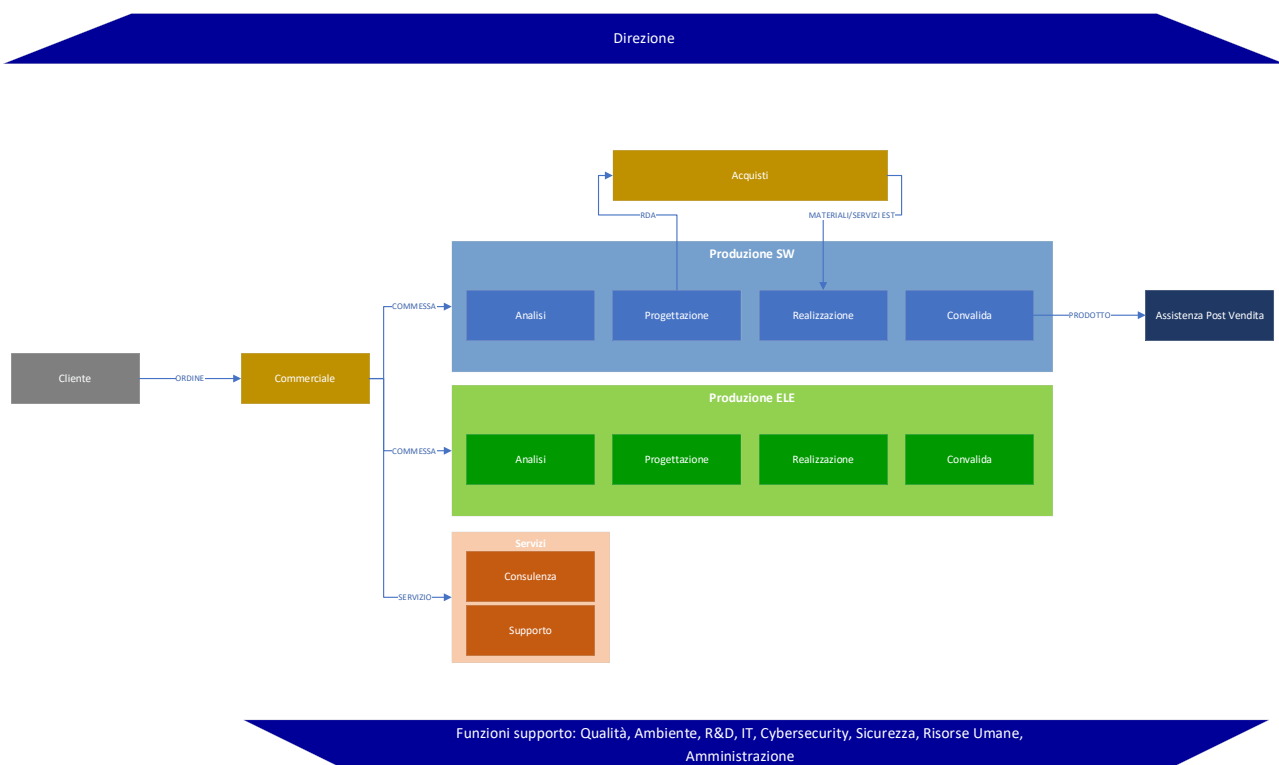 Direzione
Acquisti
RDA
MATERIALI/SERVIZI EST
Produzione SW
Analisi
Progettazione
Realizzazione
Convalida
COMMESSA
PRODOTTO
Assistenza Post Vendita
Cliente
ORDINE
Commerciale
Produzione ELE
Analisi
Progettazione
Realizzazione
Convalida
COMMESSA
Servizi
Consulenza
SERVIZIO
Supporto
Funzioni supporto: Qualità, Ambiente, R&D, IT, Cybersecurity, Sicurezza, Risorse Umane,
Amministrazione